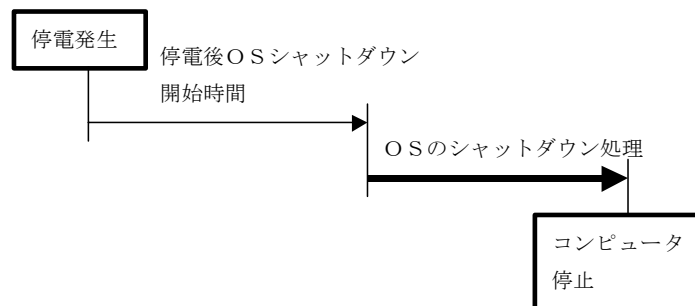 停電発生
停電後ＯＳシャットダウン
開始時間
ＯＳのシャットダウン処理
コンピュータ
停止